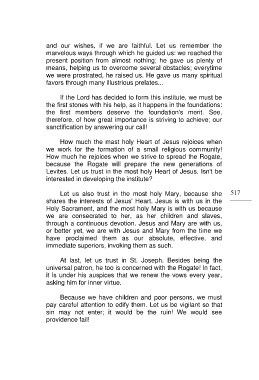 and our wishes, if we are faithful. Let us remember the
marvelous ways through which he guided us: we reached the
present position from almost nothing; he gave us plenty of
means, helping us to overcome several obstacles; everytime
we were prostrated, he raised us. He gave us many spiritual
favors through many illustrious prelates...
If the Lord has decided to form this institute, we must be
the first stones with his help, as it happens in the foundations:
the first members deserve the foundation's merit. See,
therefore, of how great importance is striving to achieve: our
sanctification by answering our call!
How much the most holy Heart of Jesus rejoices when
we work for the formation of a small religious community!
How much he rejoices when we strive to spread the Rogate,
because the Rogate will prepare the new generations of
Levites. Let us trust in the most holy Heart of Jesus. Isn't be
interested in developing the institute?
Let us also trust in the most holy Mary, because she
517
shares the interests of Jesus' Heart. Jesus is with us in the
Holy Sacrament, and the most holy Mary is with us because
we are consecrated to her, as her children and slaves,
through a continuous devotion. Jesus and Mary are with us,
or better yet, we are with Jesus and Mary from the time we
have proclaimed them as our absolute, effective, and
immediate superiors, invoking them as such.
At last, let us trust in St. Joseph. Besides being the
universal patron, he too is concerned with the Rogate! In fact,
it is under his auspices that we renew the vows every year,
asking him for inner virtue.
Because we have children and poor persons, we must
pay careful attention to edify them. Let us be vigilant so that
sin may not enter; it would be the ruin! We would see
providence fail!